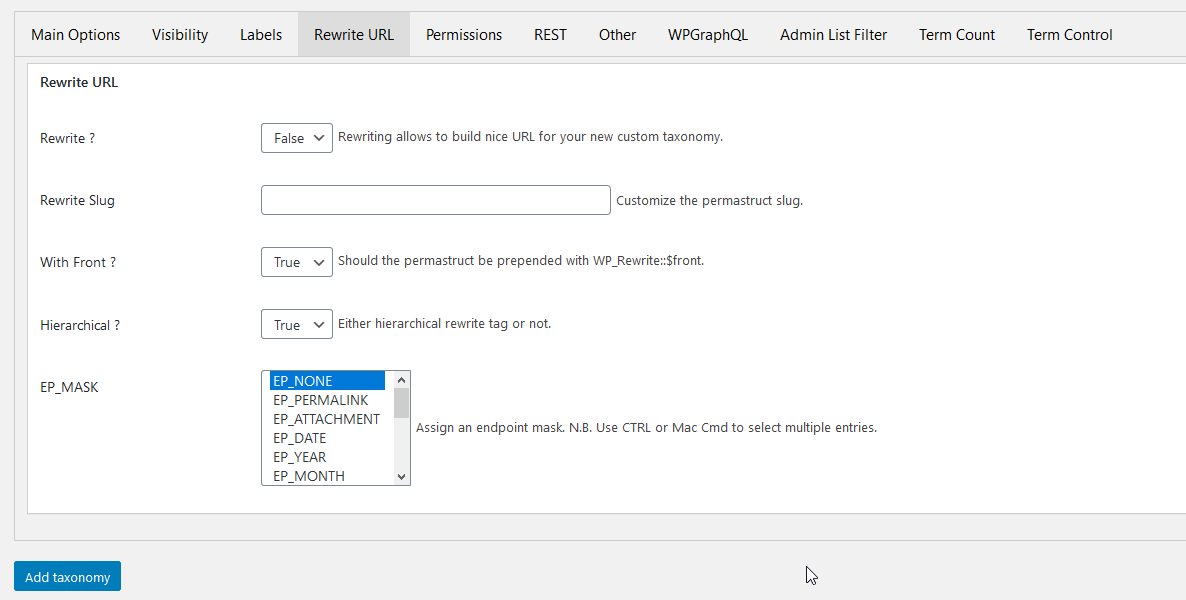 Main Options Visibility Labels Rewrite URL Permissions REST Other WPGraphQL Admin List Filter Term Count Term Control
Rewrite URL
Rewrite ? False Rewriting allows to build nice URL for your new custom taxonomy.
Rewrite Slug Customize the permastruct slug.
With Front ? True Should the permastruct be prepended with WP_Rewrite::$front.
Hierarchical ? True Either hierarchical rewrite tag or not.
EP_MASK
EP_NONE
EP_PERMALINK
EP_ATTACHMENT
EP_DATE
EP_YEAR
EP_MONTH
Assign an endpoint mask. N.B. Use CTRL or Mac Cmd to select multiple entries.
Add taxonomy